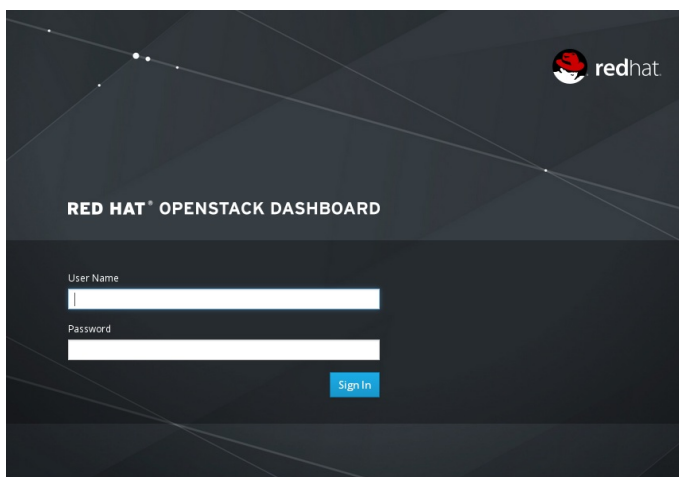 redhat.
RED HAT® OPENSTACK DASHBOARD
User Name
Password
Sign In